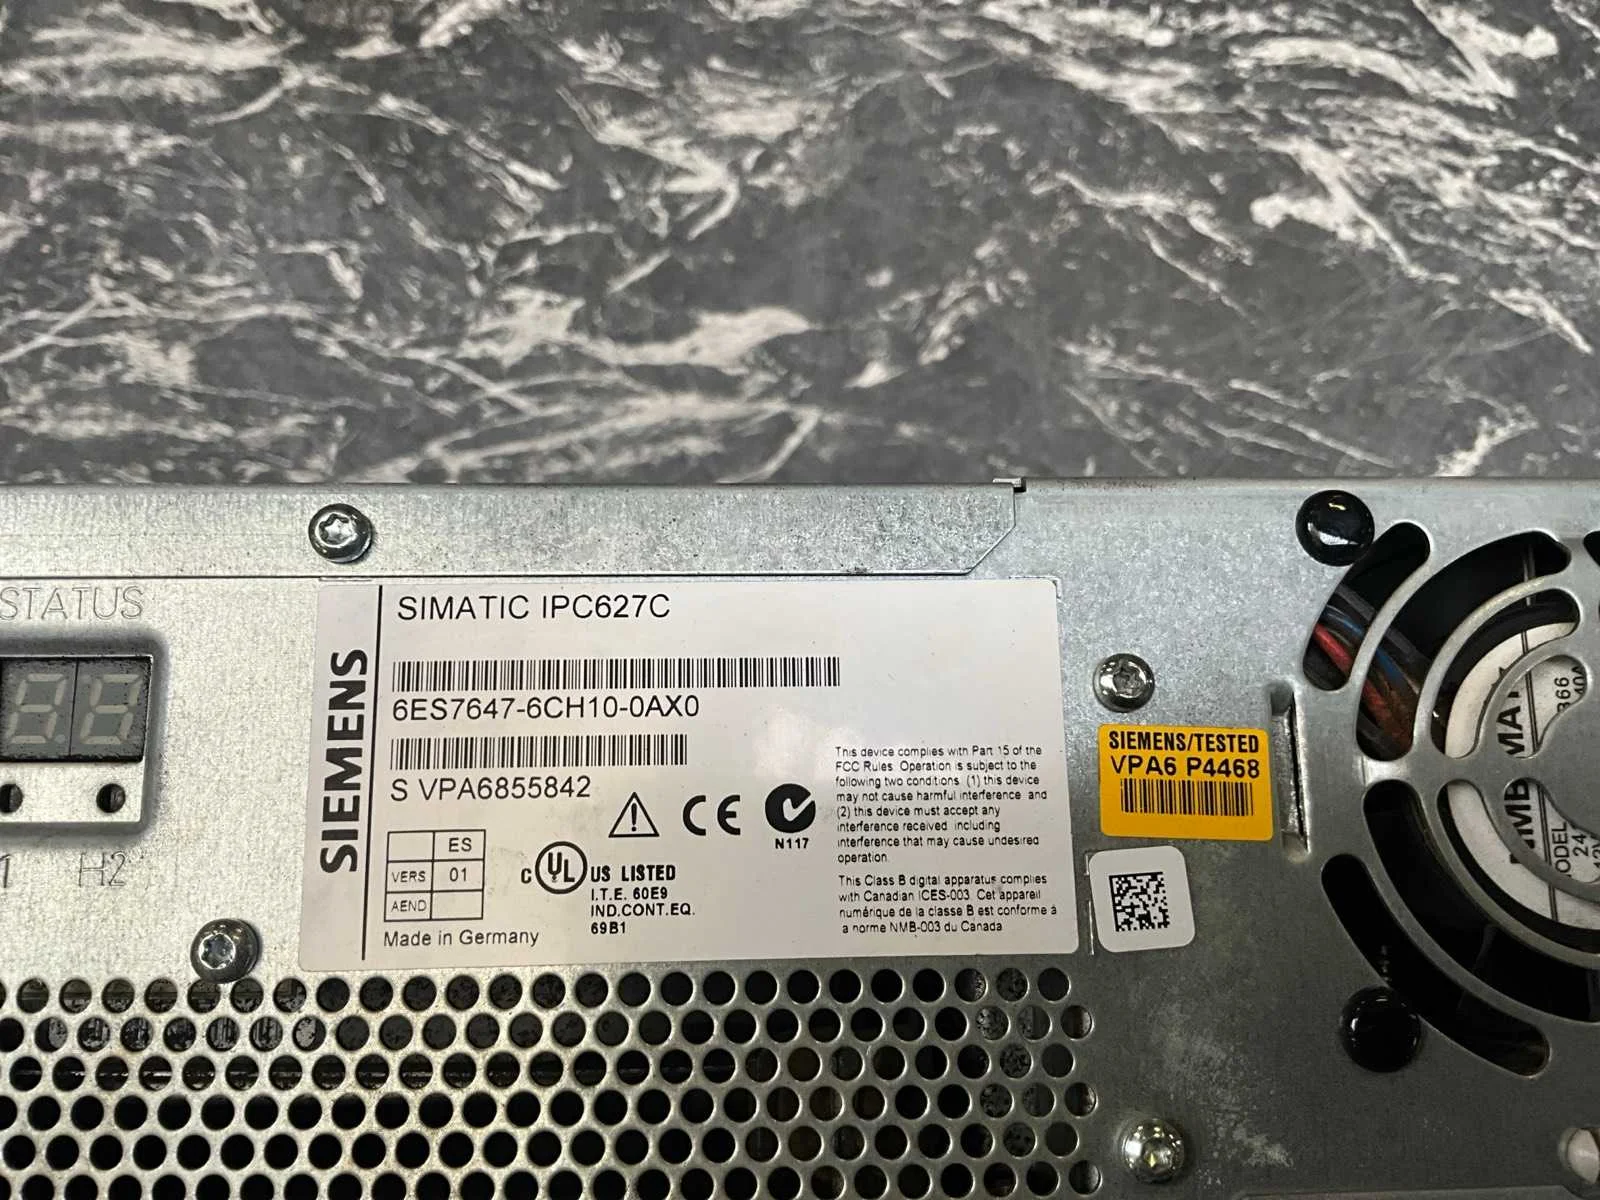 STATUS
H2
SIEMENS
SIMATIC IPC627C
6ES7647-6CH10-0AX0
S VPA6855842
ES
VERS 01
AEND
Made in Germany
C UL US LISTED
I.T.E. 60E9
IND.CONT.EQ.
69B1
CE
N117
This device complies with Part 15 of the
FCC Rules. Operation is subject to the
following two conditions. (1) this device
may not cause harmful interference and
(2) this device must accept any
interference received including
interference that may cause undesired
operation.
This Class B digital apparatus complies
with Canadian ICES-003. Cet appareil
numérique de la classe B est conforme à
a norme NMB-003 du Canada
SIEMENS/TESTED
VPA6 P4468